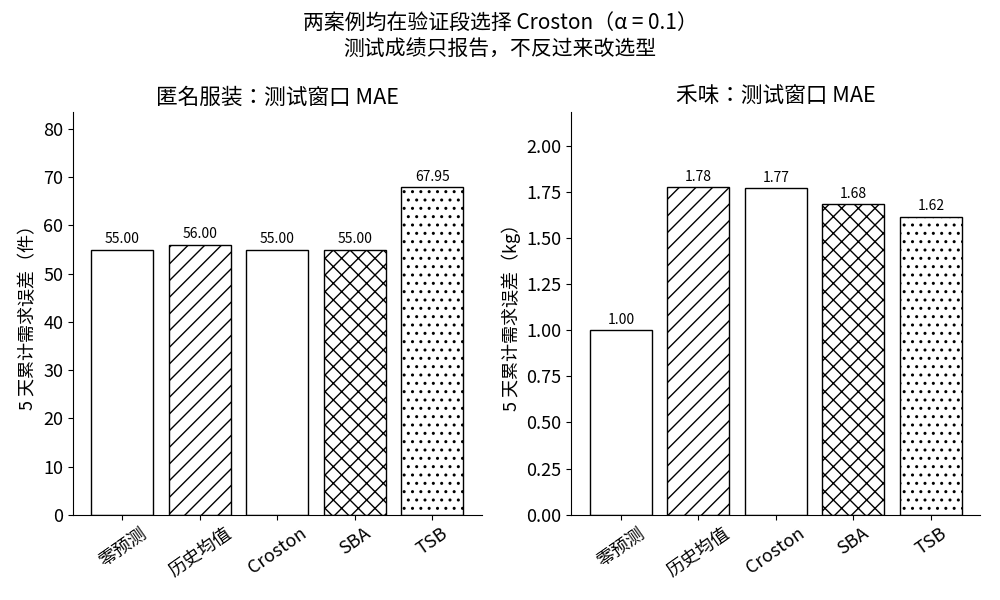 两案例均在验证段选择 Croston（α = 0.1）
测试成绩只报告，不反过来改选型
匿名服装：测试窗口 MAE
5 天累计需求误差（件）
80
70
60
50
40
30
20
10
0
55.00
56.00
55.00
55.00
67.95
零预测
历史均值
Croston
SBA
TSB
禾味：测试窗口 MAE
5 天累计需求误差（kg）
2.00
1.75
1.50
1.25
1.00
0.75
0.50
0.25
0.00
1.00
1.78
1.77
1.68
1.62
零预测
历史均值
Croston
SBA
TSB